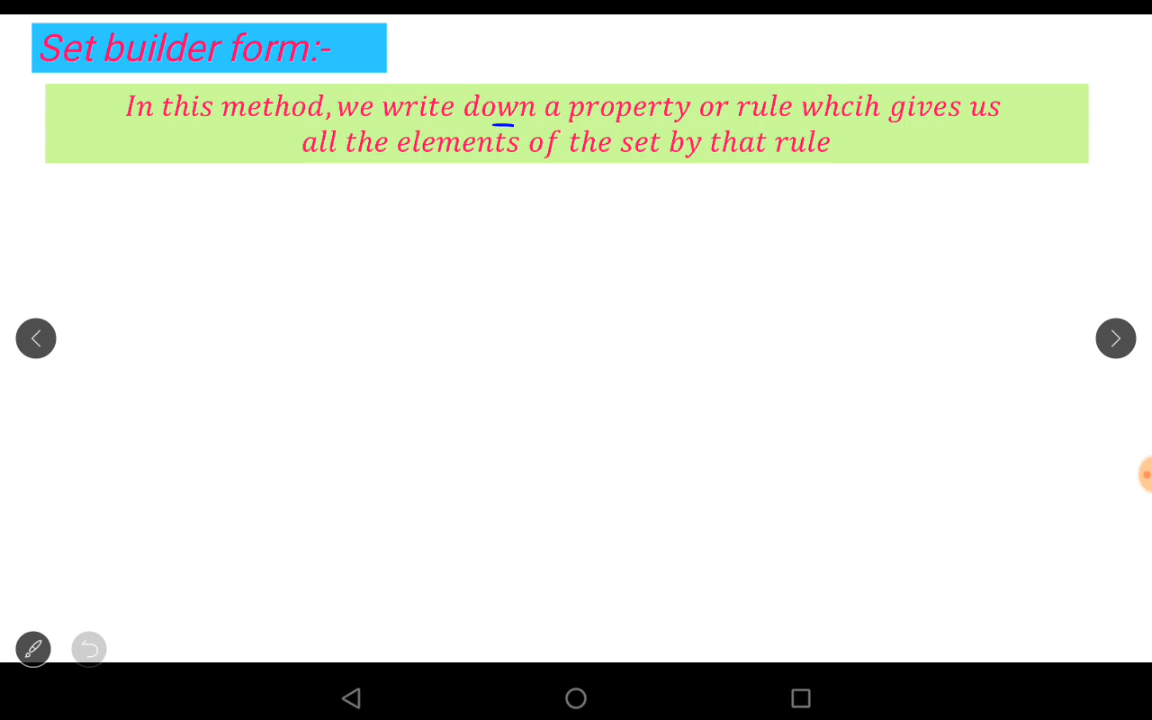 Set builder form:-
In this method, we write down a property or rule whcih gives us
all the elements of the set by that rule